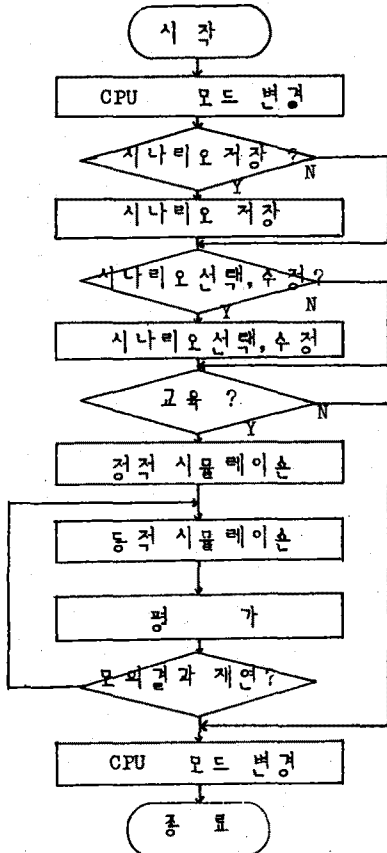 시 작
CPU 모드 변경
시나리오 저장 ?
Y N
시나리오 저장
시나리오 선택, 수정 ?
Y N
시나리오 선택, 수정
교육 ?
Y N
정적 시뮬레이숀
동적 시뮬레이숀
평 가
모의결과 재연?
CPU 모드 변경
종 료